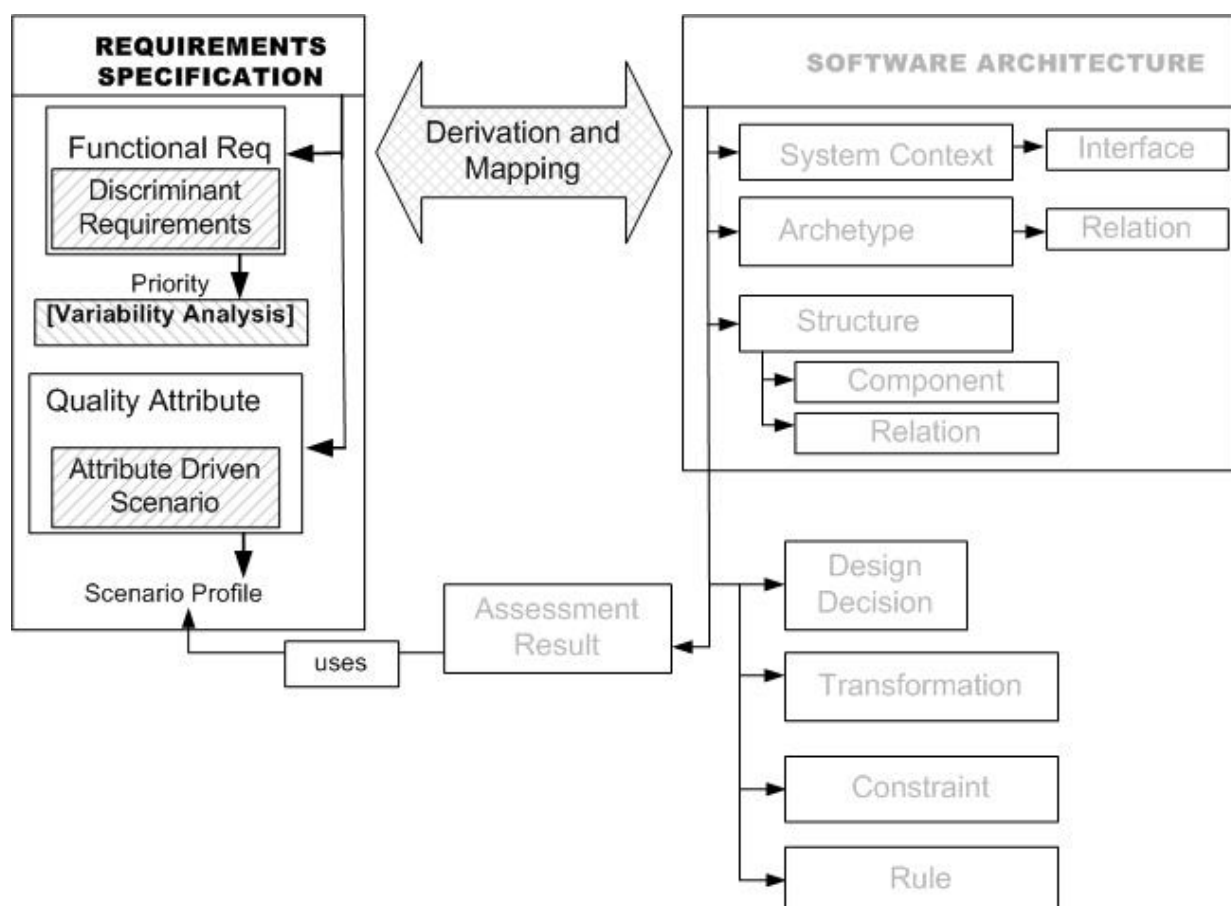 REQUIREMENTS
SPECIFICATION
Functional Req
Discriminant
Requirements
Priority
[Variability Analysis]
Quality Attribute
Attribute Driven
Scenario
Scenario Profile
Derivation and
Mapping
SOFTWARE ARCHITECTURE
System Context
Interface
Archetype
Relation
Structure
Component
Relation
Assessment
Result
uses
Design
Decision
Transformation
Constraint
Rule